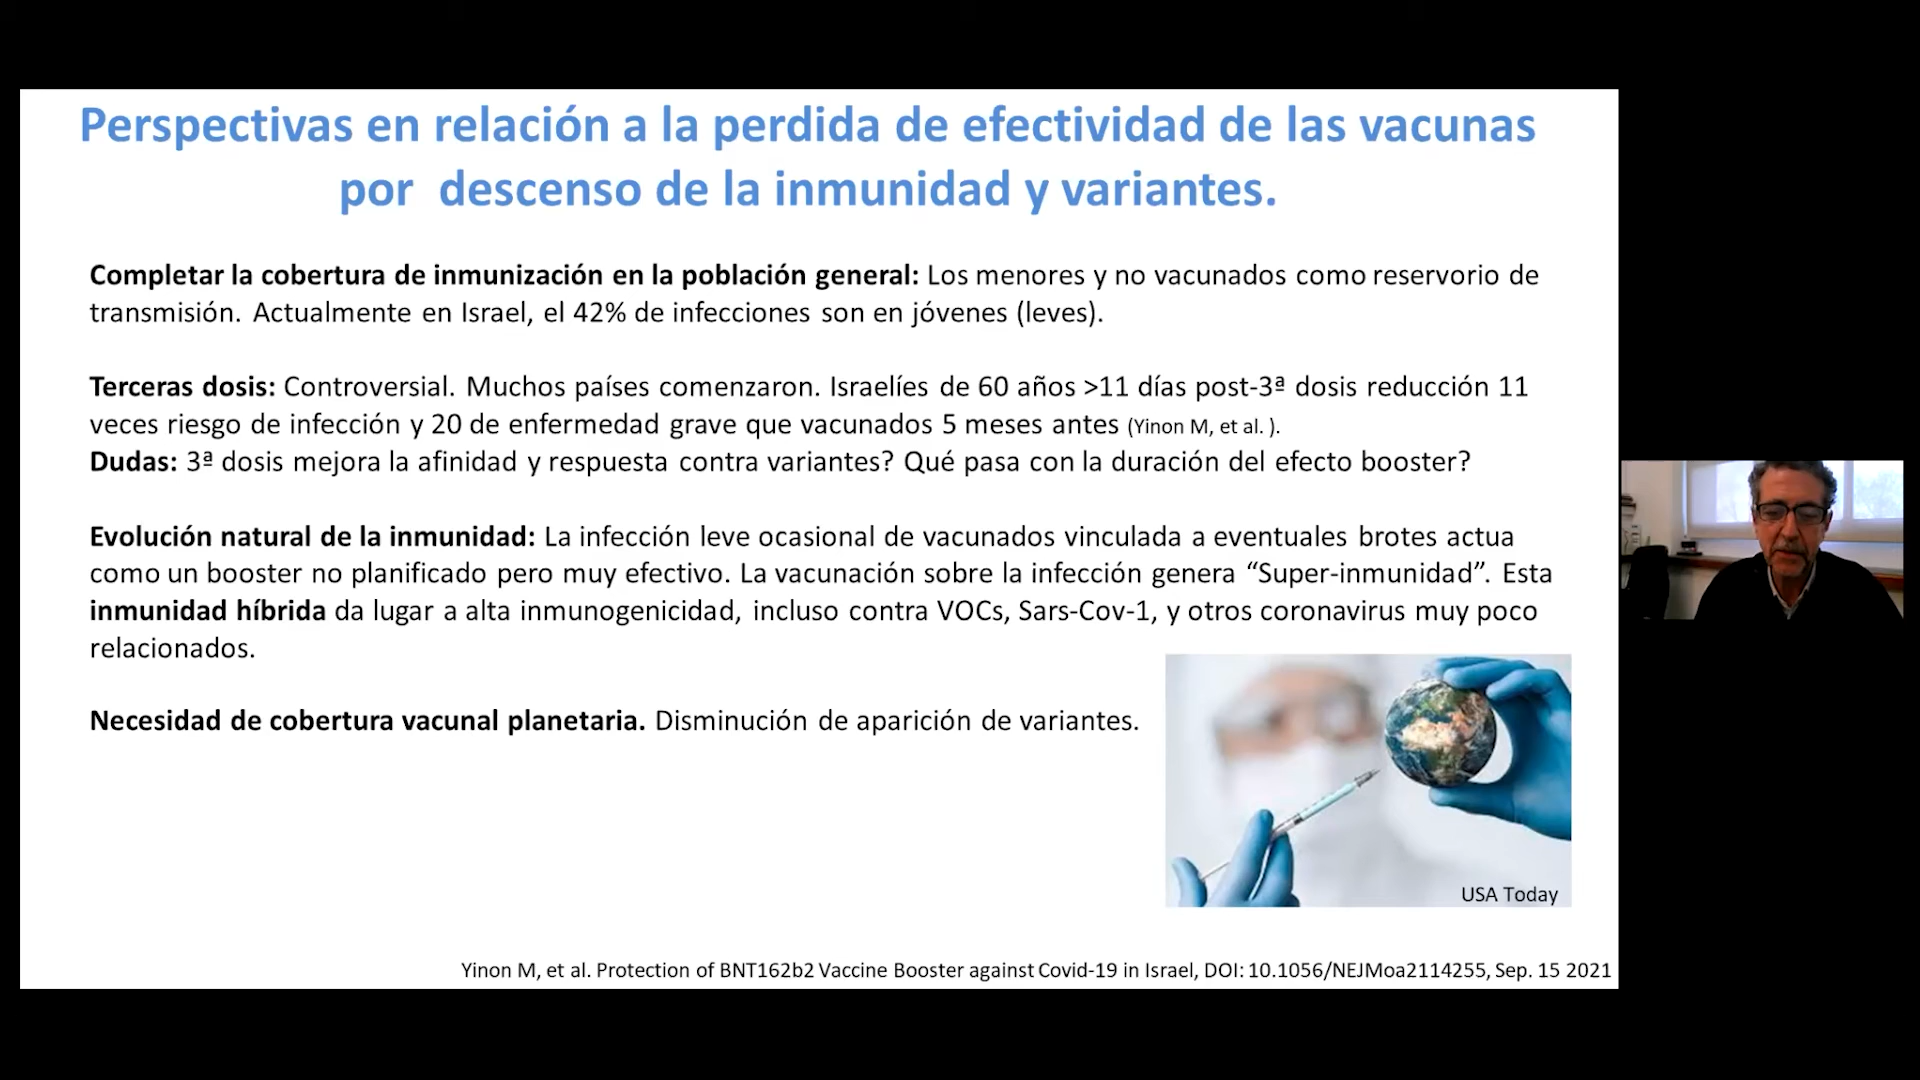 Perspectivas en relación a la perdida de efectividad de las vacunas
por descenso de la inmunidad y variantes.
Completar la cobertura de inmunización en la población general: Los menores y no vacunados como reservorio de
transmisión. Actualmente en Israel, el 42% de infecciones son en jóvenes (leves).
Terceras dosis: Controversial. Muchos países comenzaron. Israelíes de 60 años >11 días post-3ª dosis reducción 11
veces riesgo de infección y 20 de enfermedad grave que vacunados 5 meses antes (Yinon M, et al. ).
Dudas: 3ª dosis mejora la afinidad y respuesta contra variantes? Qué pasa con la duración del efecto booster?
Evolución natural de la inmunidad: La infección leve ocasional de vacunados vinculada a eventuales brotes actua
como un booster no planificado pero muy efectivo. La vacunación sobre la infección genera “Super-inmunidad”. Esta
inmunidad híbrida da lugar a alta inmunogenicidad, incluso contra VOCs, Sars-Cov-1, y otros coronavirus muy poco
relacionados.
Necesidad de cobertura vacunal planetaria. Disminución de aparición de variantes.
USA Today
Yinon M, et al. Protection of BNT162b2 Vaccine Booster against Covid-19 in Israel, DOI: 10.1056/NEJMoa2114255, Sep. 15 2021